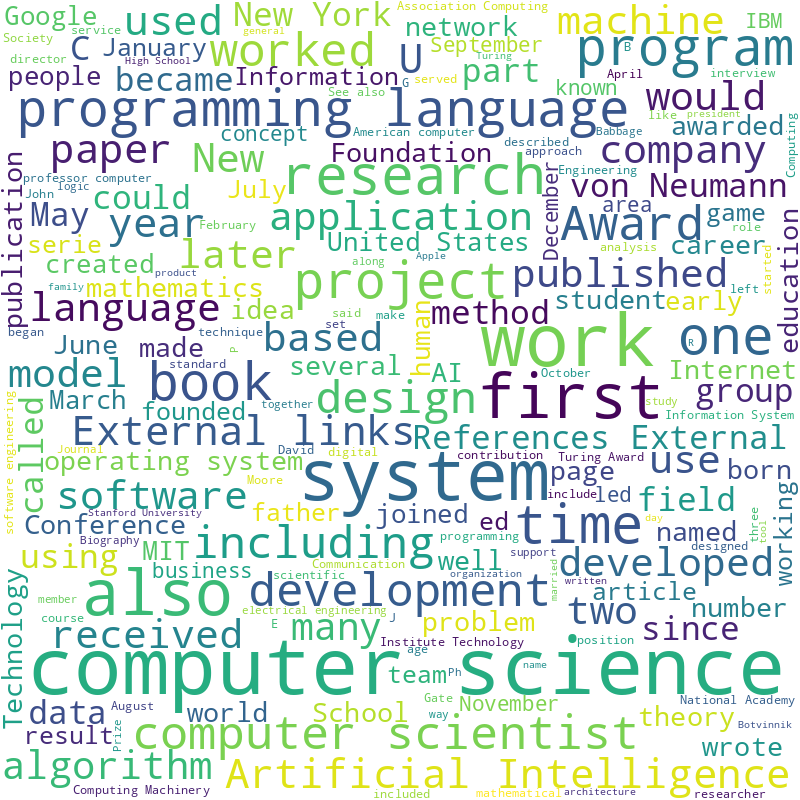 Google
Society
service
used
New York
general
Association Computing
network
machine
Turing
IBM
director
C
January
High School
worked
U
September
part
program
B
interview
people
became
Information
G
served
April
known
See also
programming language
would
like
president
concept
American computer
described
Babbage
awarded
Computing
paper
New
Foundation
approach
company
professor computer
research
Engineering
publication
John
logic
July
could
December
von Neumann
May
year
February
application
Award
area
game
education
serie
United States
career
role
created
later
along
Apple
analysis
started
product
mathematics
project
published
left
family
language
idea
said
make
method
student
early
began
technique
set
human
one
June
made
based
work
R
P
several
AI
Internet
model
standard
book
October
March
founded
together
design
first
group
study
called
External links
References External
Information System
software engineering
Journal
David
contribution
Turing Award
use
operating system
digital
system
page
born
Moore
include
led
software
Stanford University
father
joined
ed
time
field
three
Conference
Biography
day
tool
named
working
using
MIT
including
programming
designed
well
support
business
Communication
developed
Technology
scientific
organization
married
written
member
also
development
article
course
electrical engineering
two
number
E
J
received
many
problem
position
since
Institute Technology
age
computer science
team
Ph
name
data
August
world
School
Gate
November
National Academy
way
theory
Botvinnik
result
Prize
computer scientist
wrote
algorithm
Artificial Intelligence
Computing Machinery
included
mathematical
architecture
researcher